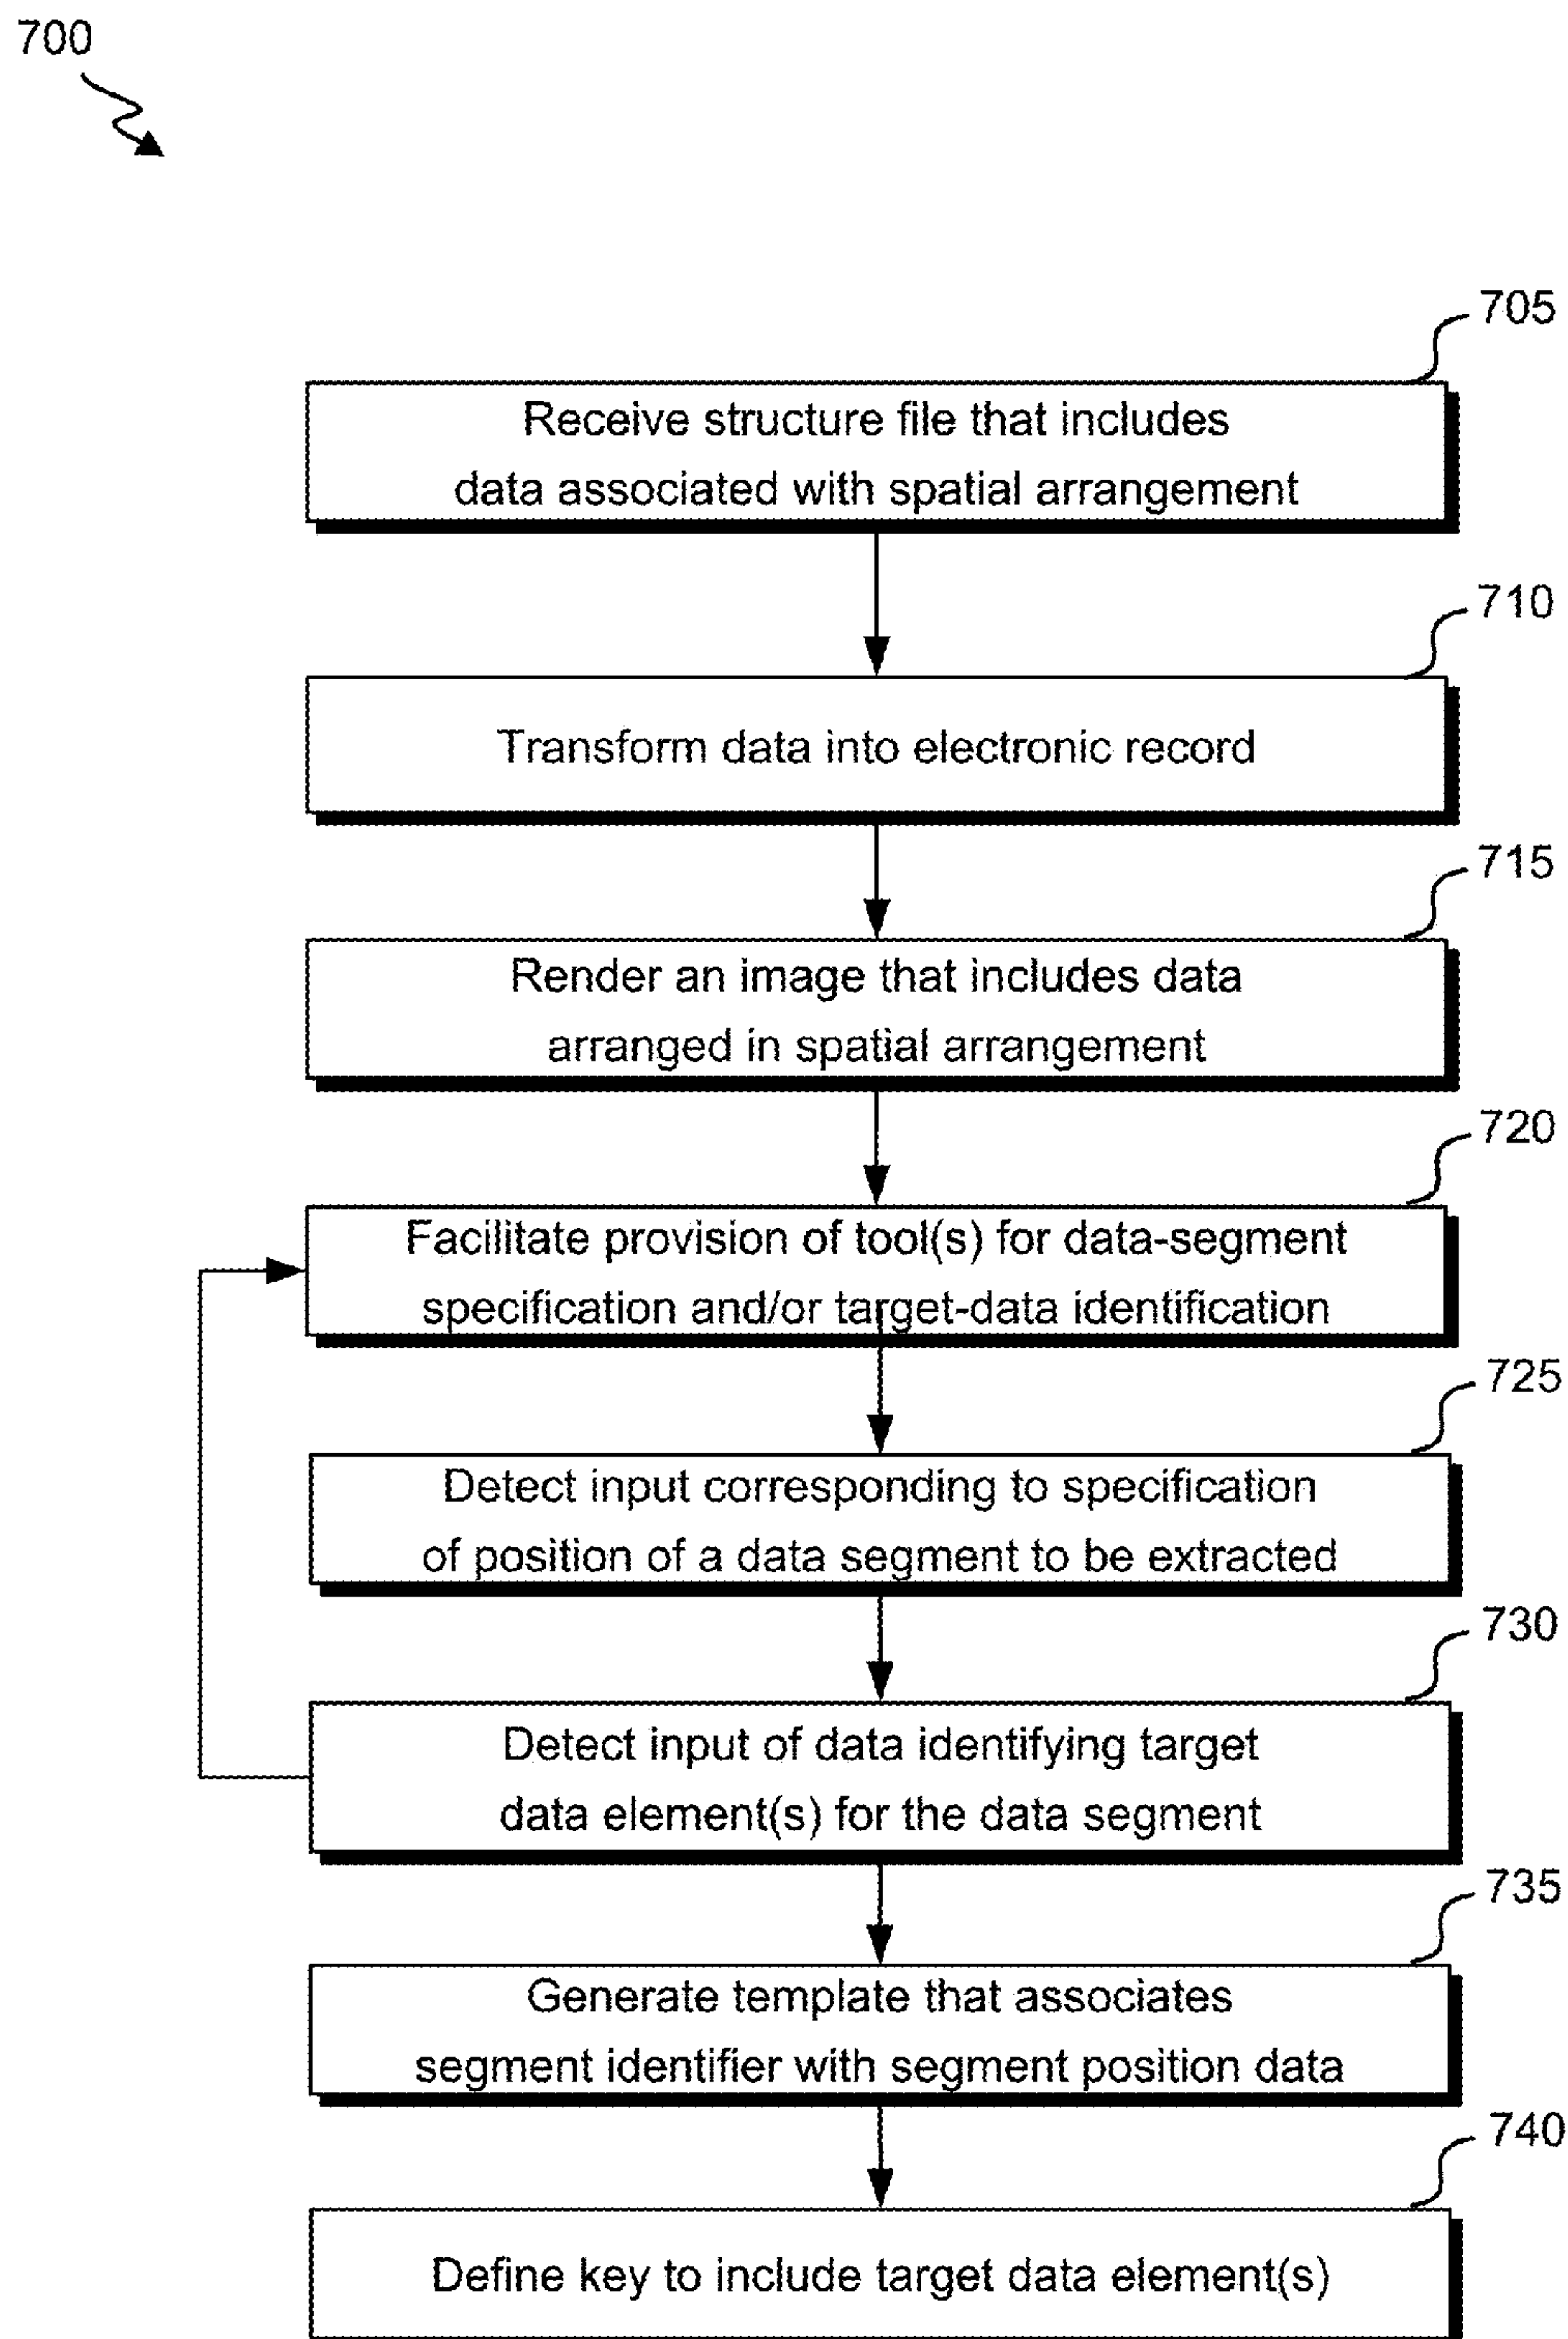 700
705
Receive structure file that includes
data associated with spatial arrangement
710
Transform data into electronic record
715
Render an image that includes data
arranged in spatial arrangement
720
Facilitate provision of tool(s) for data-segment
specification and/or target-data identification
725
Detect input corresponding to specification
of position of a data segment to be extracted
730
Detect input of data identifying target
data element(s) for the data segment
735
Generate template that associates
segment identifier with segment position data
740
Define key to include target data element(s)